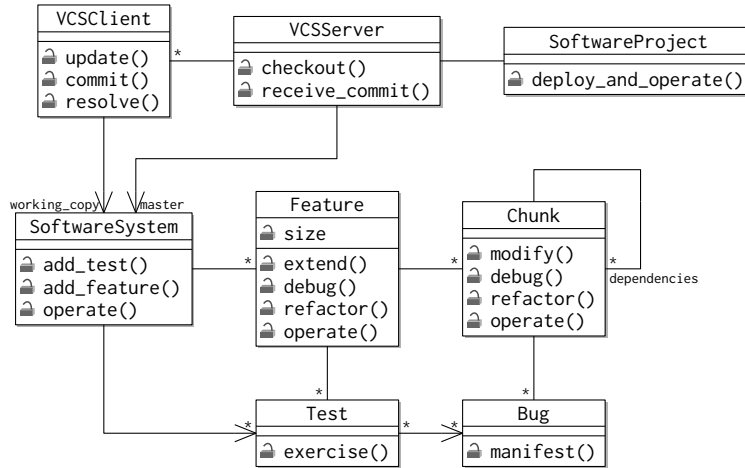 VCSClient
update()
commit()
resolve()
*
VCSServer
checkout()
receive_commit()
SoftwareProject
deploy_and_operate()
working_copy
master
SoftwareSystem
add_test()
add_feature()
operate()
*
Feature
size
extend()
debug()
refactor()
operate()
*
Chunk
modify()
debug()
refactor()
operate()
*
dependencies
*
*
*
Test
exercise()
*
*
Bug
manifest()